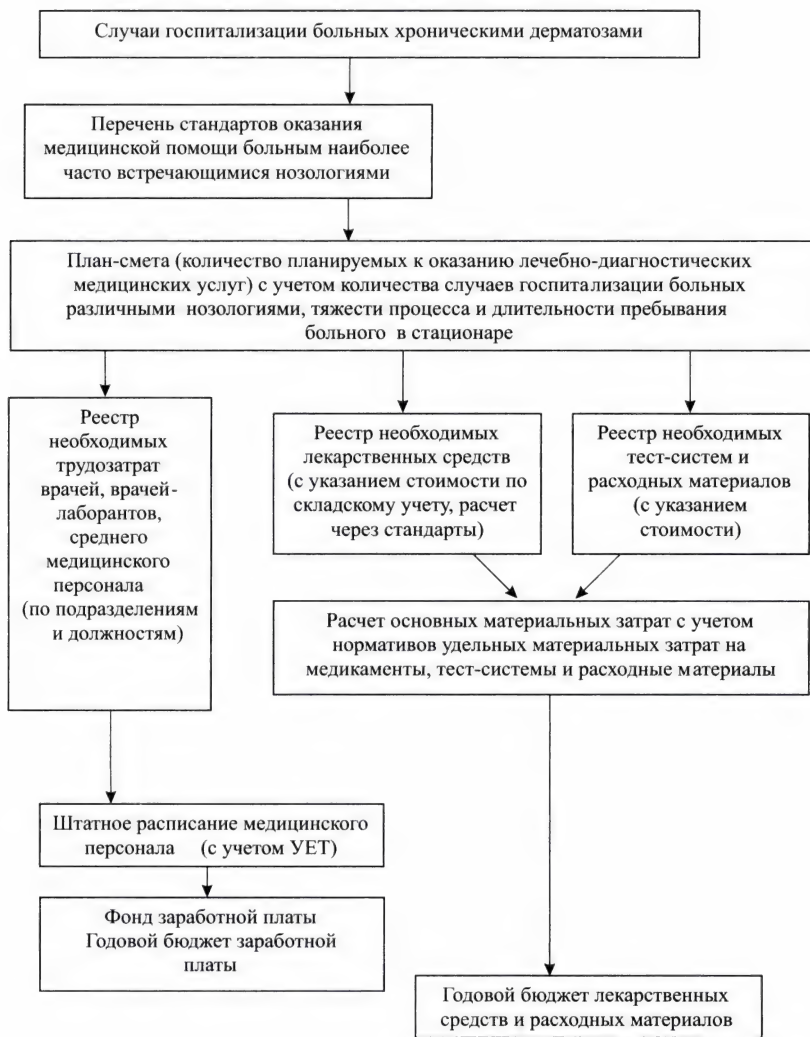 Случаи госпитализации больных хроническими дерматозами
Перечень стандартов оказания
медицинской помощи больным наиболее
часто встречающимися нозологиями
План-смета (количество планируемых к оказанию лечебно-диагностических
медицинских услуг) с учетом количества случаев госпитализации больных
различными нозологиями, тяжести процесса и длительности пребывания
больного в стационаре
Реестр
необходимых
трудозатрат
врачей, врачей-
лаборантов,
среднего
медицинского
персонала
(по подразделениям
и должностям)
Реестр необходимых
лекарственных средств
(с указанием стоимости по
складскому учету, расчет
через стандарты)
Реестр необходимых
тест-систем и
расходных материалов
(с указанием
стоимости)
Расчет основных материальных затрат с учетом
нормативов удельных материальных затрат на
медикаменты, тест-системы и расходные материалы
Штатное расписание медицинского
персонала (с учетом УЕТ)
Фонд заработной платы
Годовой бюджет заработной
платы
Годовой бюджет лекарственных
средств и расходных материалов